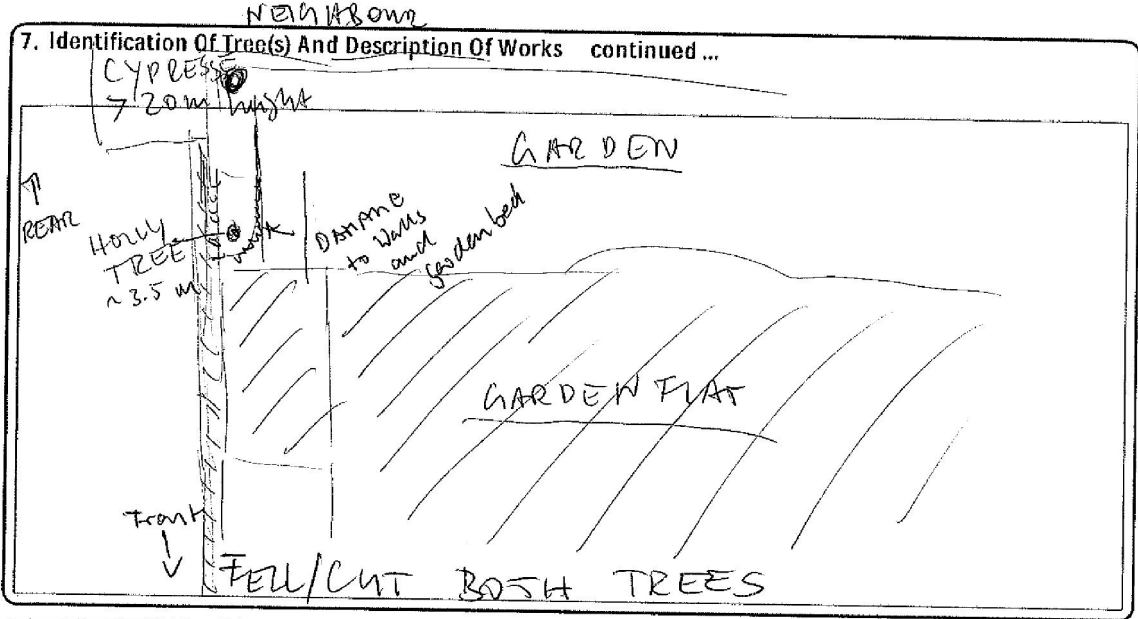 NEIGHBOUR
7. Identification Of Tree(s) And Description Of Works continued ...
CYPRESSE
> 20m height
GARDEN
↑
REAR
HOLLY
TREE
~ 3.5 m
DAMAGE
to Walls
and
garden bed
GARDEN FLAT
Front
↓
FELL/CUT BOTH TREES